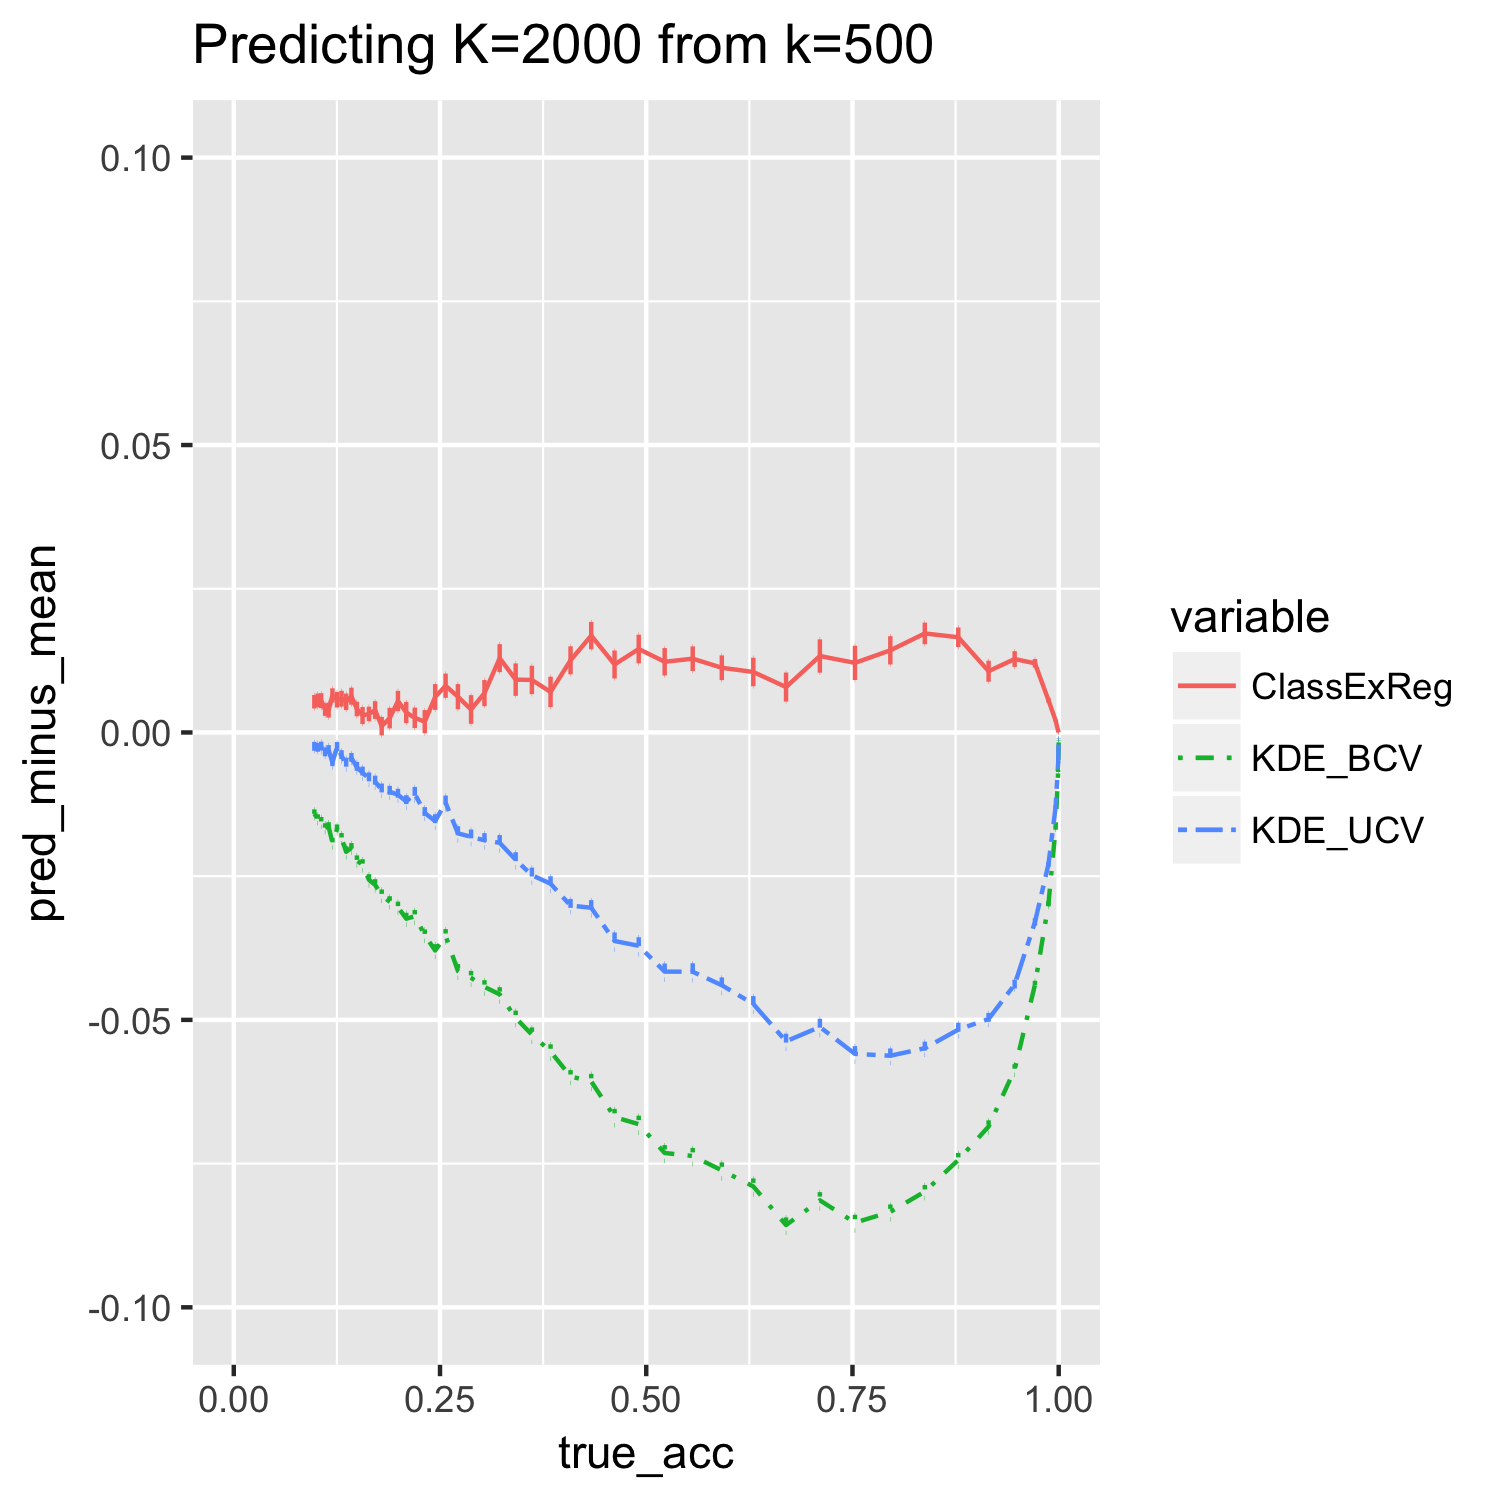 Predicting K=2000 from k=500
0.10
0.05
0.00
-0.05
-0.10
pred_minus_mean
0.00 0.25 0.50 0.75 1.00
true_acc
variable
ClassExReg
KDE_BCV
KDE_UCV